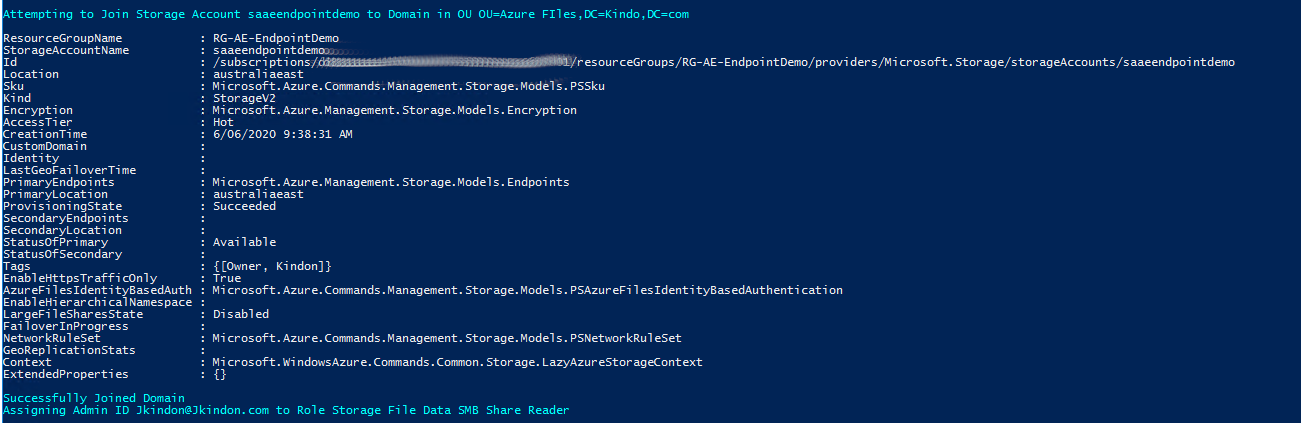 Attempting to Join Storage Account saaeendpointdemo to Domain in OU OU=Azure FIles,DC=Kindo,DC=com
ResourceGroupName : RG-AE-EndpointDemo
StorageAccountName : saaeendpointdemo
Id : /subscriptions/ /resourceGroups/RG-AE-EndpointDemo/providers/Microsoft.Storage/storageAccounts/saaeendpointdemo
Location : australiaeast
Sku : Microsoft.Azure.Commands.Management.Storage.Models.PSSku
Kind : StorageV2
Encryption : Microsoft.Azure.Management.Storage.Models.Encryption
AccessTier : Hot
CreationTime : 6/06/2020 9:38:31 AM
CustomDomain :
Identity :
LastGeoFailoverTime :
PrimaryEndpoints : Microsoft.Azure.Management.Storage.Models.Endpoints
PrimaryLocation : australiaeast
ProvisioningState : Succeeded
SecondaryEndpoints :
SecondaryLocation :
StatusOfPrimary : Available
StatusOfSecondary :
Tags : {[Owner, Kindon]}
EnableHttpsTrafficOnly : True
AzureFilesIdentityBasedAuth : Microsoft.Azure.Commands.Management.Storage.Models.PSAzureFilesIdentityBasedAuthentication
EnableHierarchicalNamespace :
LargeFileSharesState : Disabled
FailoverInProgress :
NetworkRuleSet : Microsoft.Azure.Commands.Management.Storage.Models.PSNetworkRuleSet
GeoReplicationStats :
Context : Microsoft.WindowsAzure.Commands.Common.Storage.LazyAzureStorageContext
ExtendedProperties : {}
Successfully Joined Domain
Assigning Admin ID Jkindon@Jkindon.com to Role Storage File Data SMB Share Reader